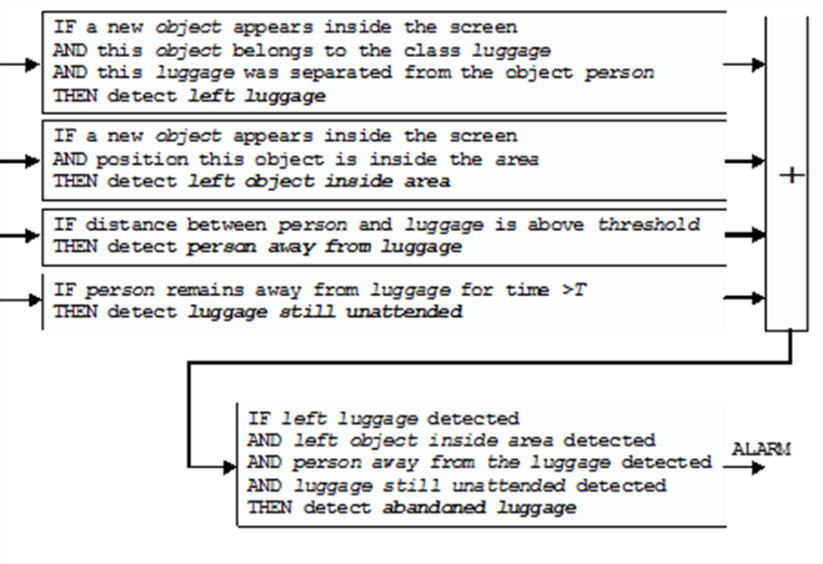 IF a new object appears inside the screen
AND this object belongs to the class luggage
AND this luggage was separated from the object person
THEN detect left luggage
IF a new object appears inside the screen
AND position this object is inside the area
THEN detect left object inside area
IF distance between person and luggage is above threshold
THEN detect person away from luggage
IF person remains away from luggage for time >T
THEN detect luggage still unattended
+
IF left luggage detected
AND left object inside area detected
AND person away from the luggage detected
AND luggage still unattended detected
THEN detect abandoned luggage
ALARM